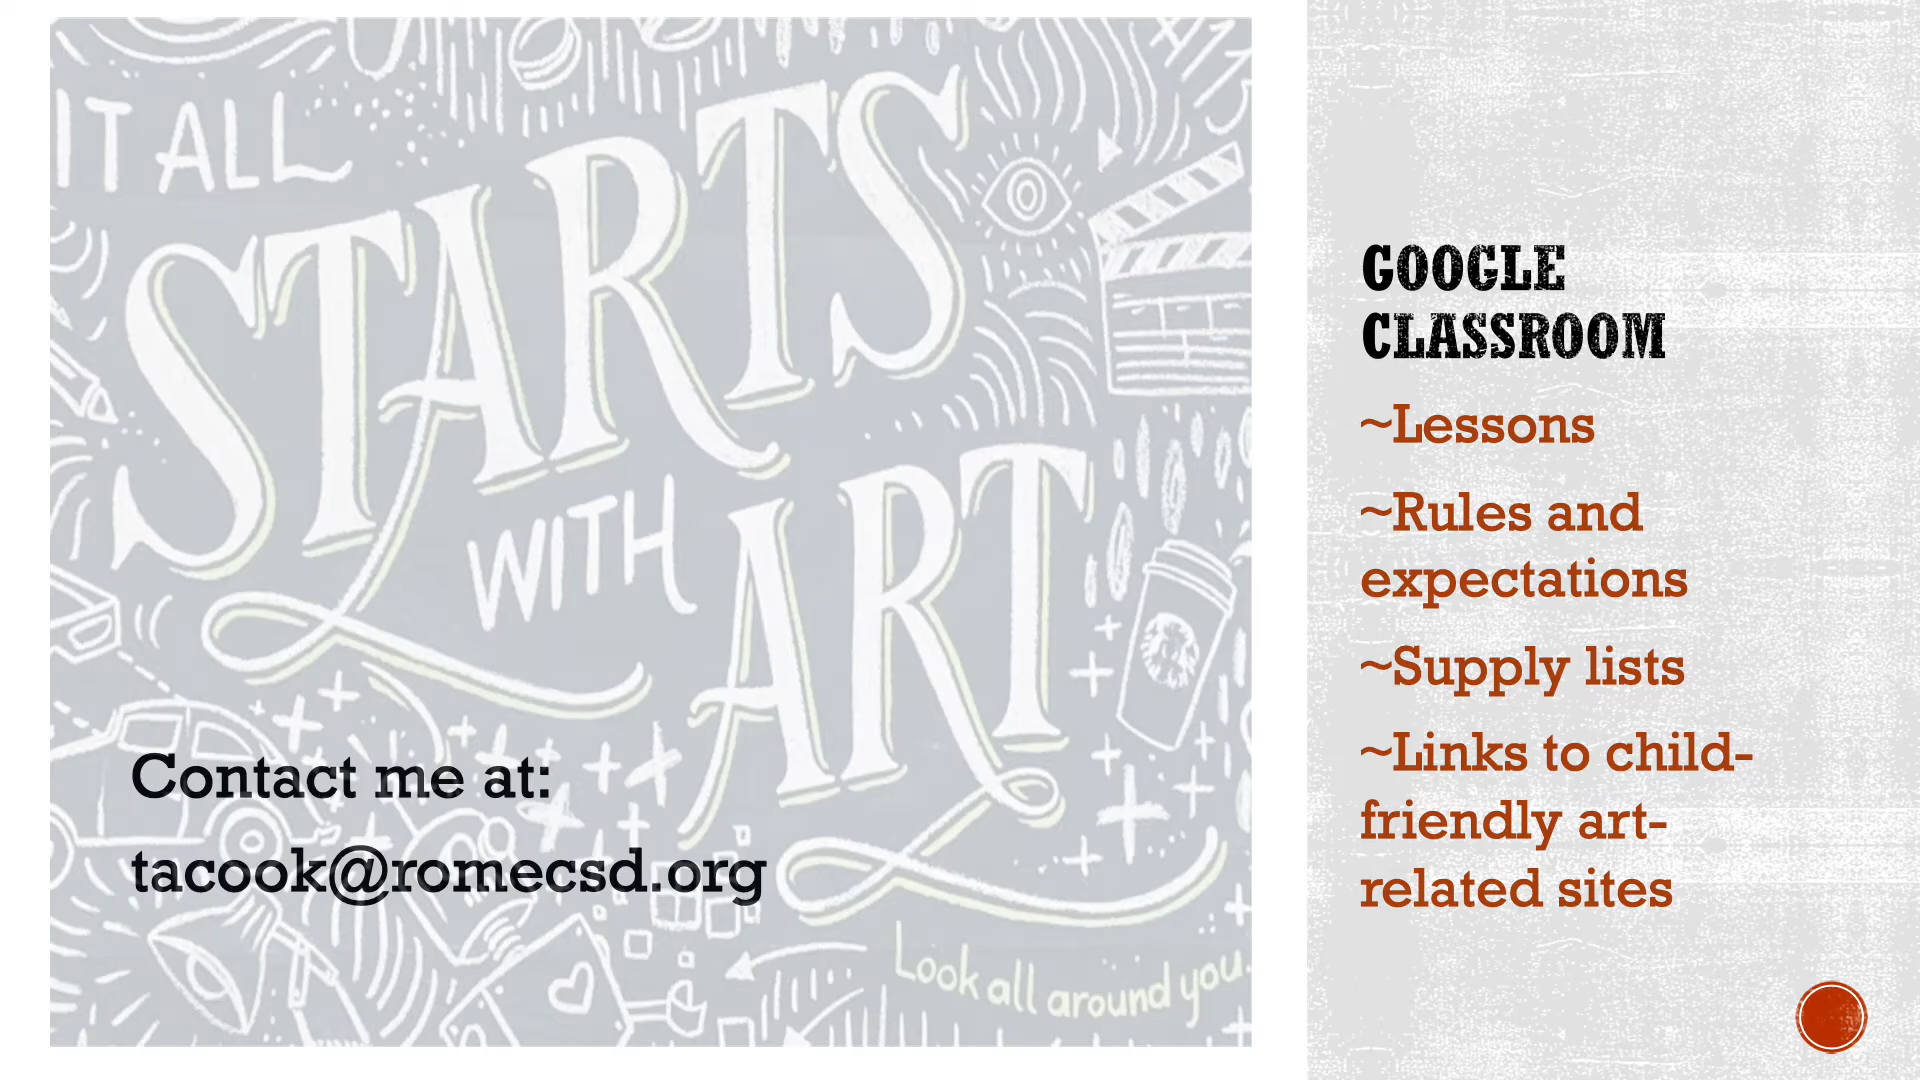 IT ALL
STARTS
WITH
ART
Look all around you.
Contact me at:
tacook@romecsd.org
GOOGLE
CLASSROOM
~Lessons
~Rules and
expectations
~Supply lists
~Links to child-
friendly art-
related sites